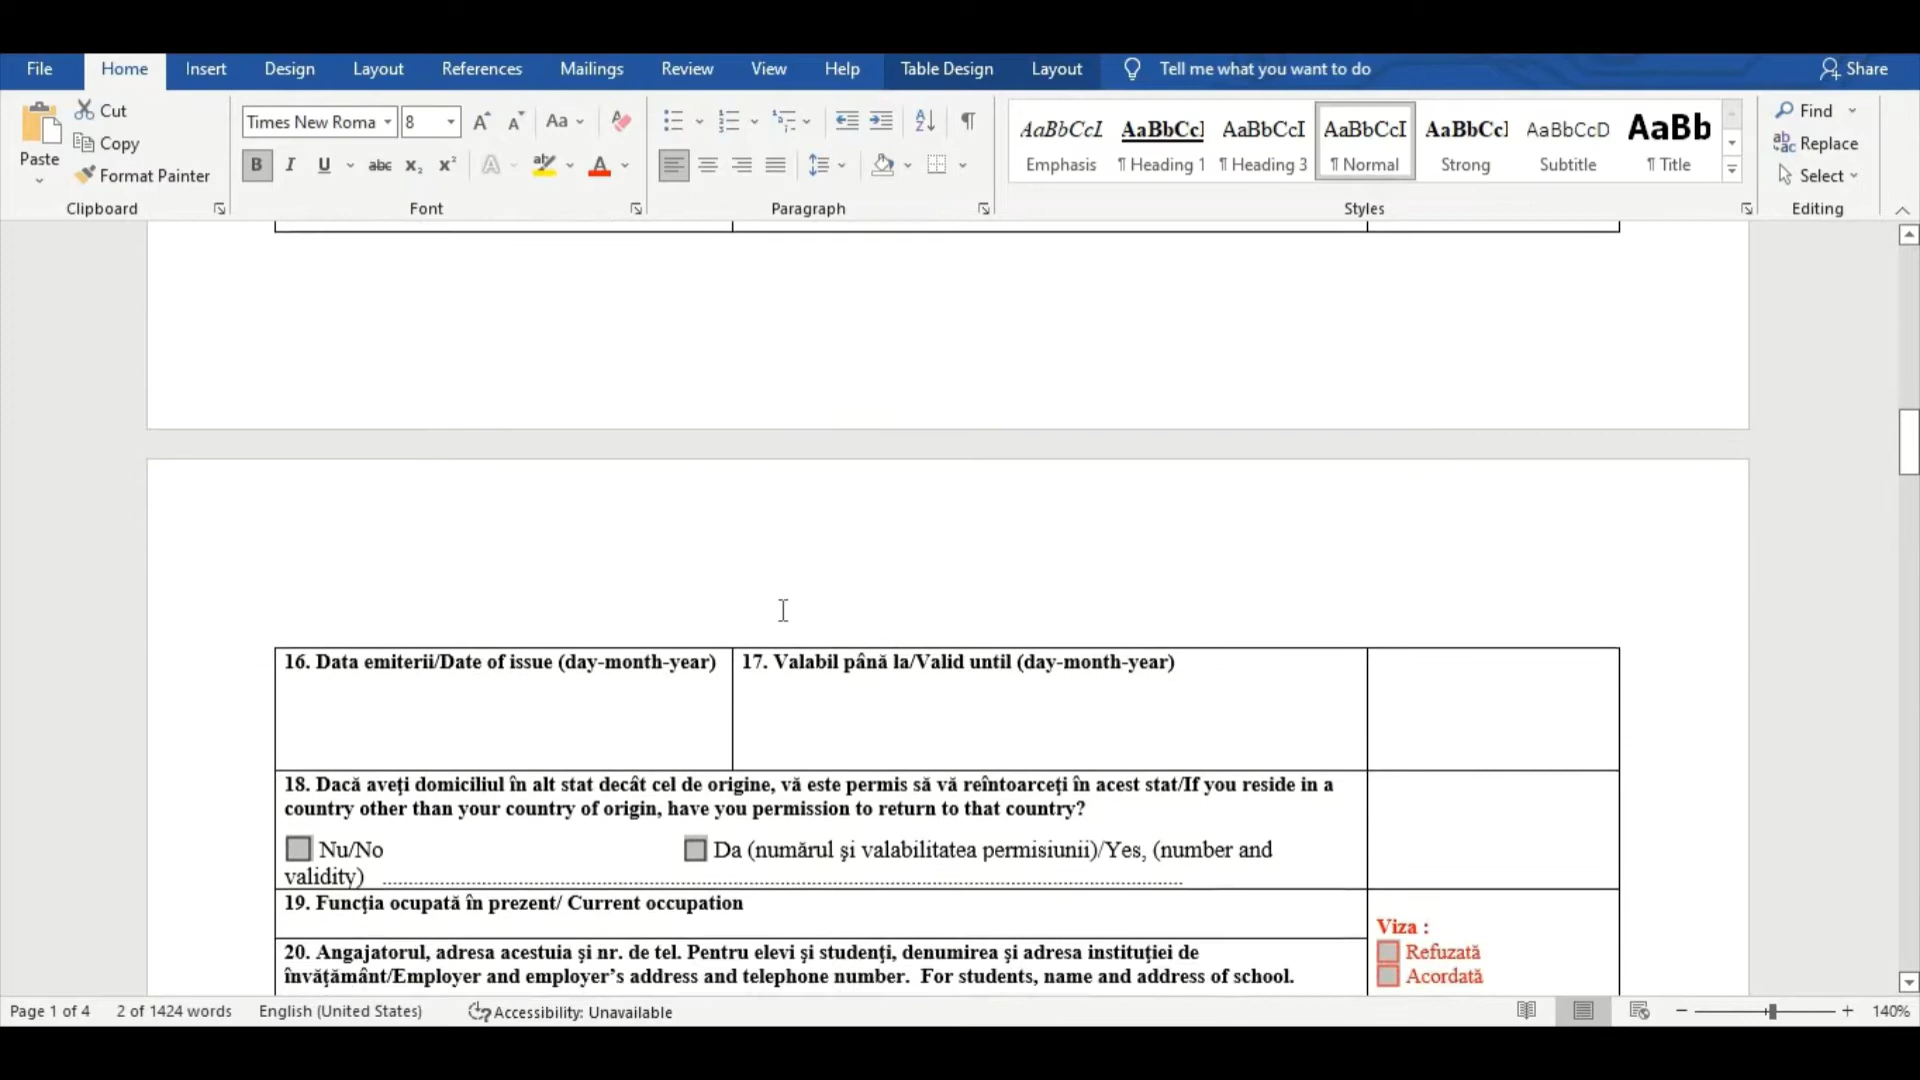 File Home Insert Design Layout References Mailings Review View Help Table Design Layout Tell me what you want to do Share
Paste Cut Copy Format Painter Clipboard
Times New Roma 8 Aa B I U abc x₂ x² A A Font
Paragraph
AaBbCcI AaBbCcI AaBbCcI AaBbCcI AaBbCcI AaBbCcD AaBb
Emphasis ¶ Heading 1 ¶ Heading 3 ¶ Normal Strong Subtitle ¶ Title
Styles
Find Replace Select Editing
16. Data emiterii/Date of issue (day-month-year) 17. Valabil până la/Valid until (day-month-year)
18. Dacă aveţi domiciliul în alt stat decât cel de origine, vă este permis să vă reîntoarceţi în acest stat/If you reside in a
country other than your country of origin, have you permission to return to that country?
Nu/No Da (numărul şi valabilitatea permisiunii)/Yes, (number and
validity)
19. Funcţia ocupată în prezent/ Current occupation
20. Angajatorul, adresa acestuia şi nr. de tel. Pentru elevi şi studenţi, denumirea şi adresa instituţiei de
învăţământ/Employer and employer’s address and telephone number. For students, name and address of school.
Viza :
Refuzată
Acordată
Page 1 of 4 2 of 1424 words English (United States) Accessibility: Unavailable 140%